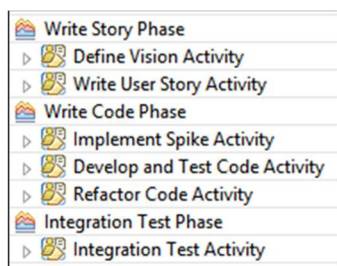 Write Story Phase
Define Vision Activity
Write User Story Activity
Write Code Phase
Implement Spike Activity
Develop and Test Code Activity
Refactor Code Activity
Integration Test Phase
Integration Test Activity